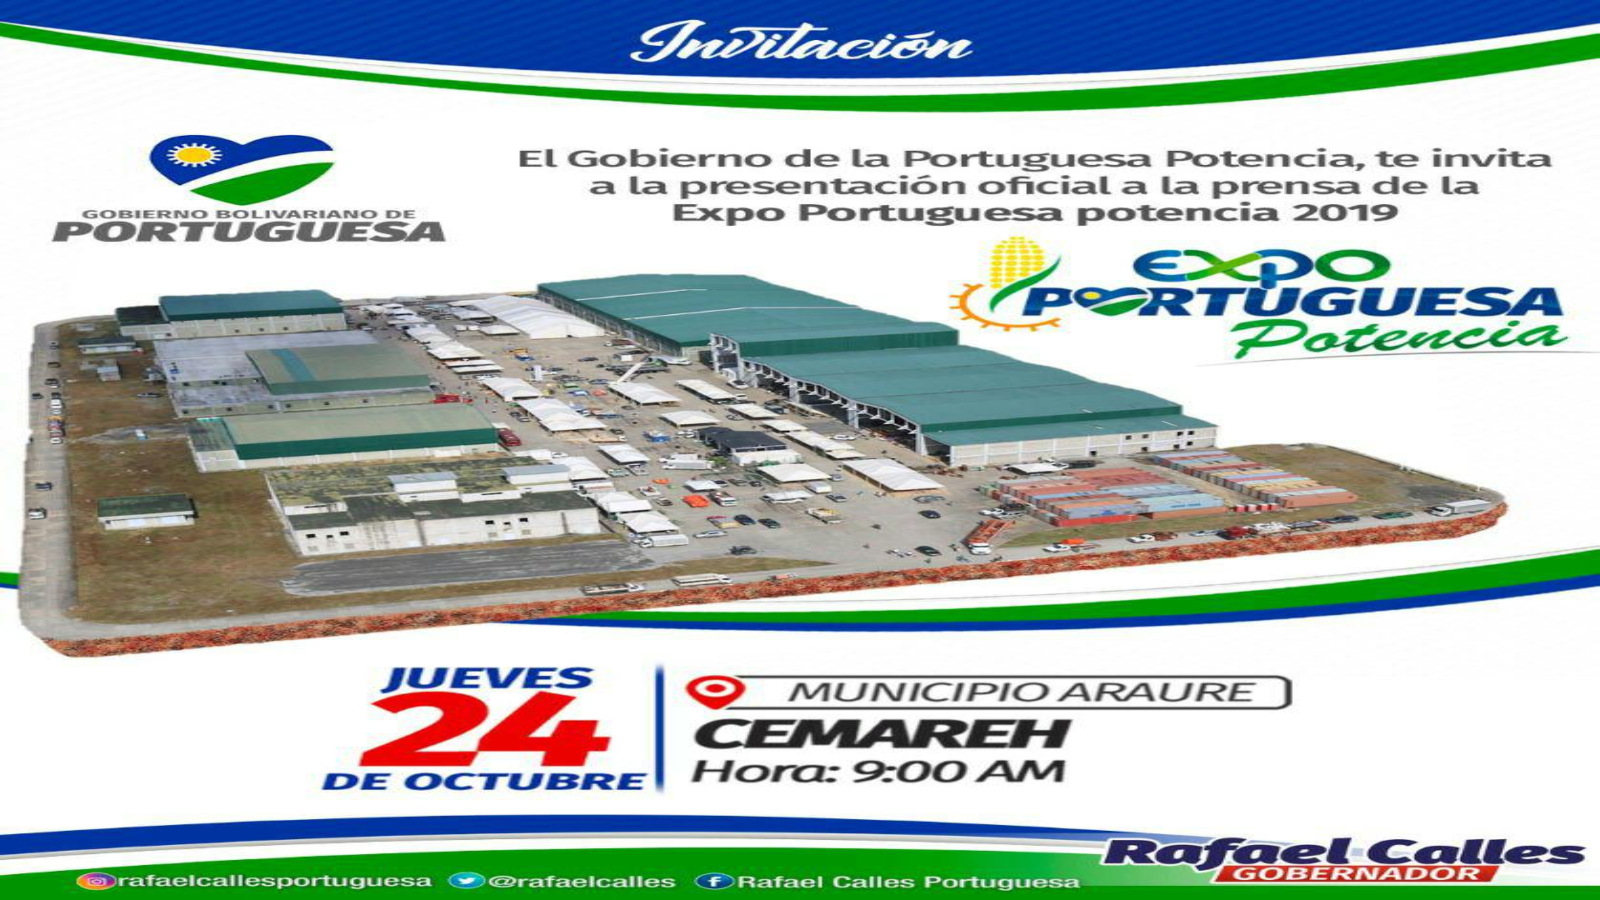 Invitación
GOBIERNO BOLIVARIANO DE
PORTUGUESA
El Gobierno de la Portuguesa Potencia, te invita
a la presentación oficial a la prensa de la
Expo Portuguesa potencia 2019
EXPO
PORTUGUESA
Potencia
JUEVES
24
DE OCTUBRE
MUNICIPIO ARAURE
CEMAREH
Hora: 9:00 AM
Rafael Calles
GOBERNADOR
rafaelcallesportuguesa @rafaelcalles Rafael Calles Portuguesa